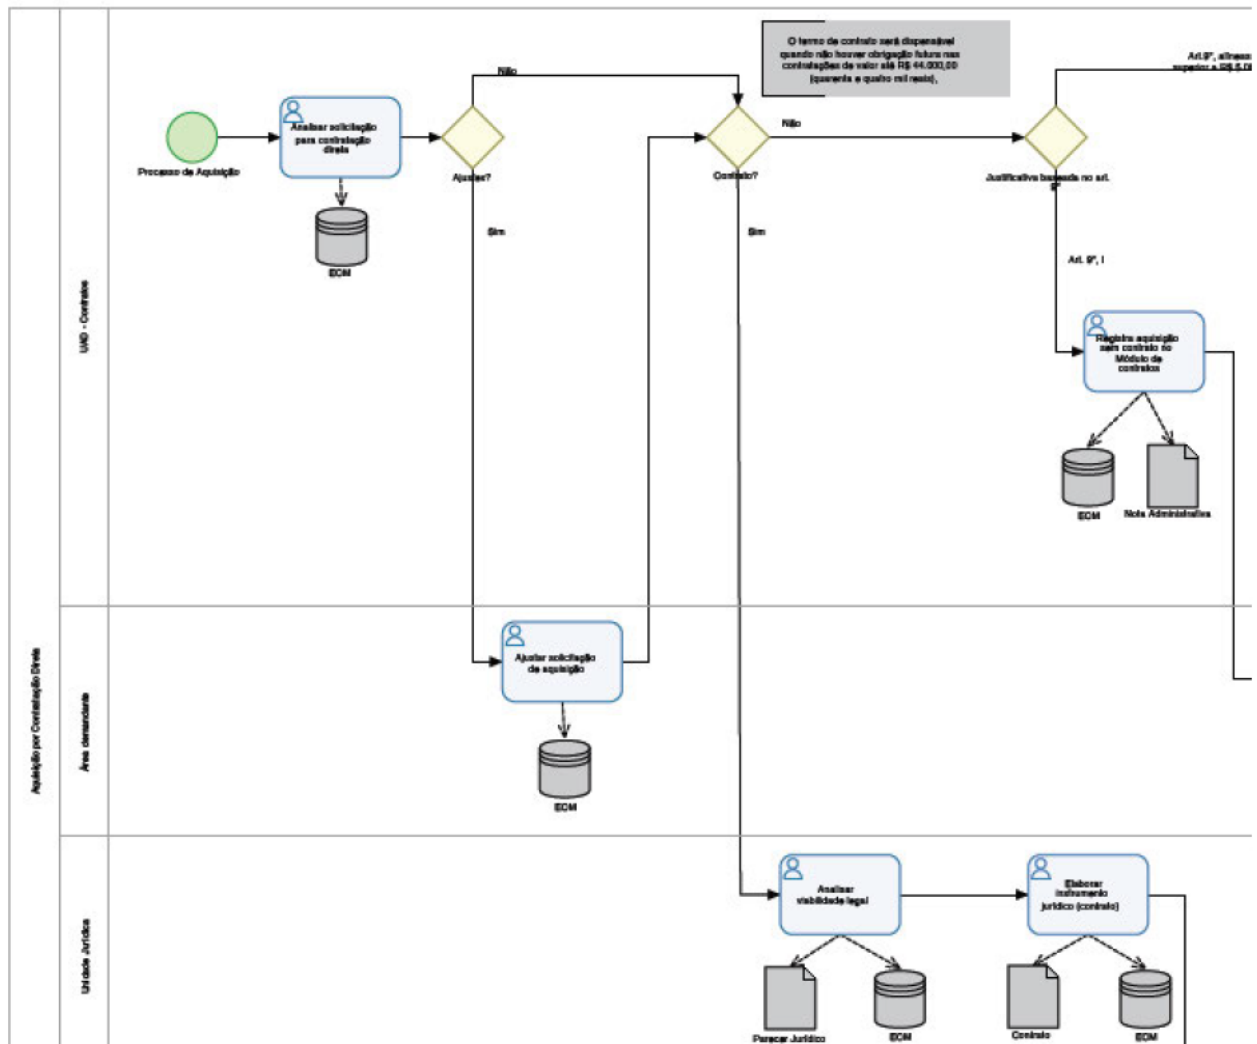 O termo de contrato será dispensável
quando não houver obrigação futura nas
contratações de valor até R$ 44.000,00
(quarenta e quatro mil reais),
Não
Art.9º, alíneas
superior a R$ 5.00
Analisar solicitação
para contratação
direta
Não
Processo de Aquisição
Ajustes?
Contrato?
Justificativa baseada no art.
9º
Sim
Sim
ECM
Art. 9º, I
UAD - Contratos
Registra aquisição
sem contrato no
Módulo de
contratos
ECM
Nota Administrativa
Aquisição por Contratação Direta
Área demandante
Ajustar solicitação
de aquisição
ECM
Unidade Jurídica
Analisar
viabilidade legal
Elaborar
instrumento
jurídico (contrato)
Parecer Jurídico
ECM
Contrato
ECM